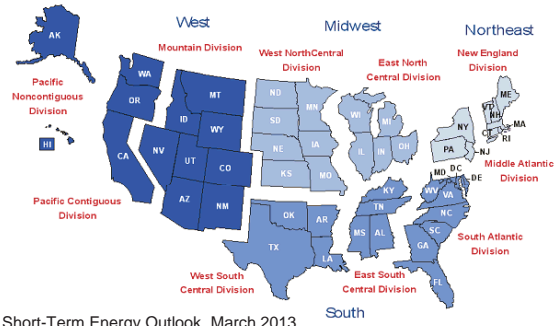 West
Midwest
Northeast
Mountain Division
West NorthCentral
Division
East North
Central Division
New England
Division
Pacific
Noncontiguous
Division
AK
WA
OR
CA
NV
ID
MT
WY
UT
CO
AZ
NM
HI
ND
SD
NE
KS
MN
IA
MO
WI
MI
IL
IN
OH
ME
VT
NH
MA
CT
RI
NY
PA
NJ
Middle Atlantic
Division
MD
DC
DE
WV
VA
NC
SC
GA
FL
KY
TN
MS
AL
OK
AR
TX
LA
Pacific Contiguous
Division
South Atlantic
Division
West South
Central Division
East South
Central Division
South
Short-Term Energy Outlook, March 2013